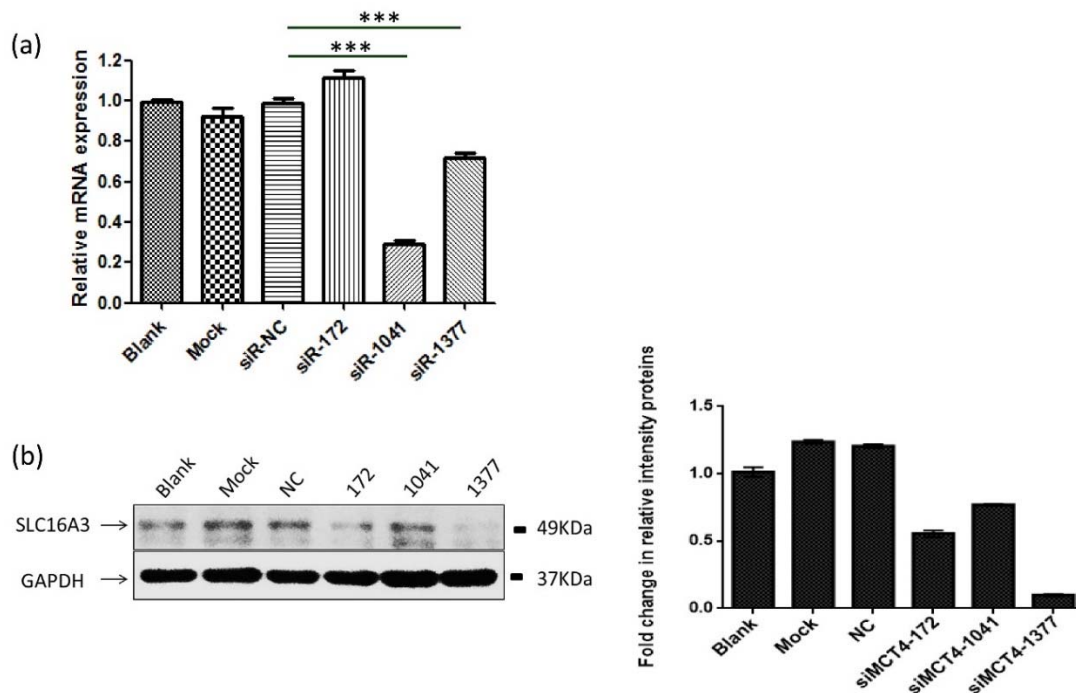 (a)
Relative mRNA expression
1.2
1.0
0.8
0.6
0.4
0.2
0.0
***
***
Blank
Mock
siR-NC
siR-172
siR-1041
siR-1377
(b)
Blank
Mock
NC
172
1041
1377
SLC16A3
49KDa
GAPDH
37KDa
Fold change in relative intensity proteins
1.5
1.0
0.5
0.0
Blank
Mock
NC
siMCT4-172
siMCT4-1041
siMCT4-1377